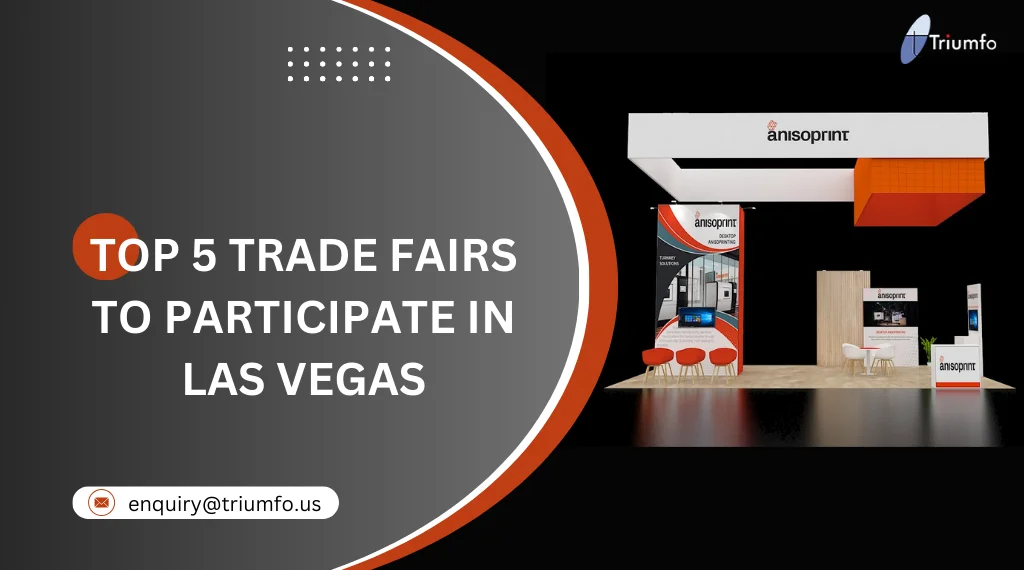 Triumfo
anisoprint
anisoprint
DESKTOP
ANISOPRINTING
TURNKEY
SOLUTIONS
TOP 5 TRADE FAIRS
TO PARTICIPATE IN
LAS VEGAS
anisoprint
anisoprint
enquiry@triumfo.us